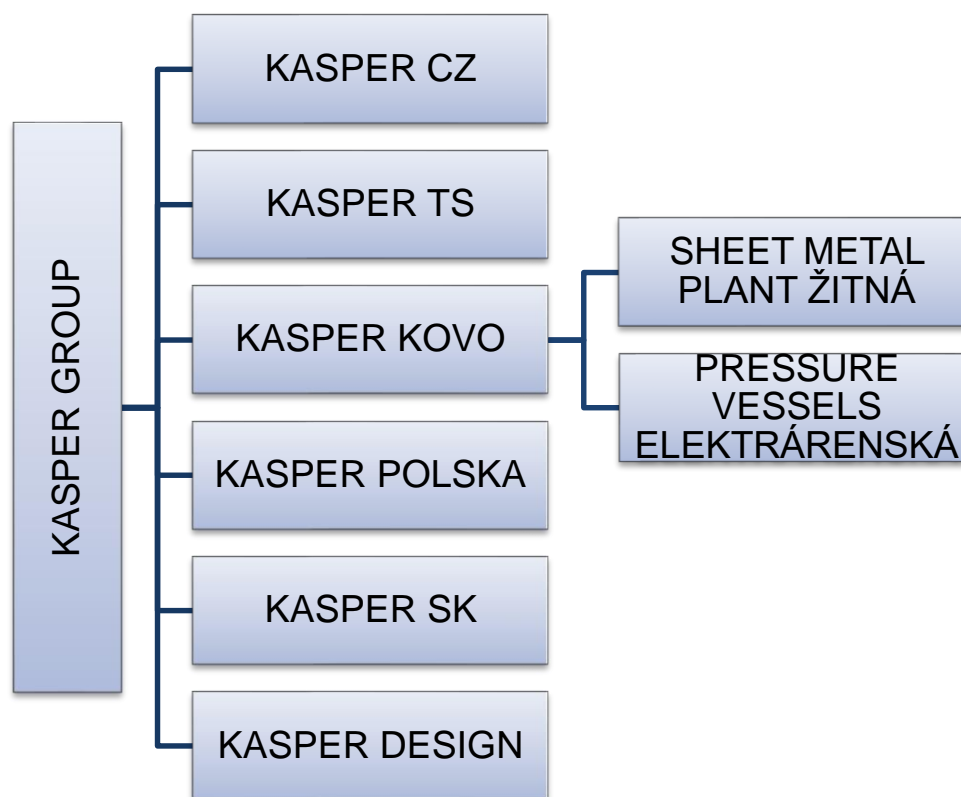 KASPER GROUP
KASPER CZ
KASPER TS
KASPER KOVO
KASPER POLSKA
KASPER SK
KASPER DESIGN
SHEET METAL
PLANT ŽITNÁ
PRESSURE
VESSELS
ELEKTRÁRENSKÁ